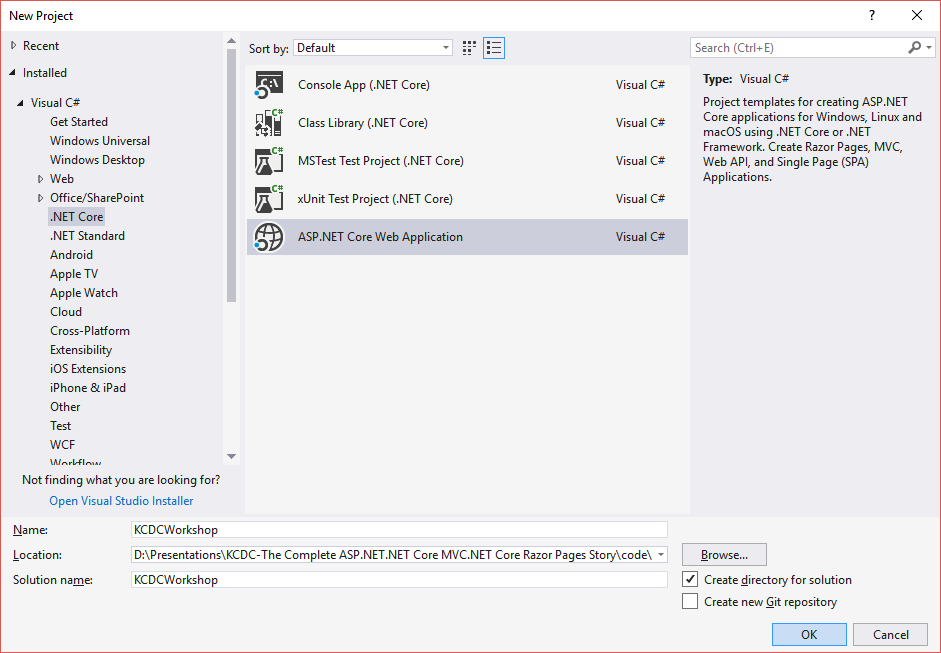 New Project
?
Recent
Installed
Visual C#
Get Started
Windows Universal
Windows Desktop
Web
Office/SharePoint
.NET Core
.NET Standard
Android
Apple TV
Apple Watch
Cloud
Cross-Platform
Extensibility
iOS Extensions
iPhone & iPad
Other
Test
WCF
Workflow
Not finding what you are looking for?
Open Visual Studio Installer
Sort by: Default
Console App (.NET Core) Visual C#
Class Library (.NET Core) Visual C#
MSTest Test Project (.NET Core) Visual C#
xUnit Test Project (.NET Core) Visual C#
ASP.NET Core Web Application Visual C#
Search (Ctrl+E)
Type: Visual C#
Project templates for creating ASP.NET
Core applications for Windows, Linux and
macOS using .NET Core or .NET
Framework. Create Razor Pages, MVC,
Web API, and Single Page (SPA)
Applications.
Name: KCDCWorkshop
Location: D:\Presentations\KCDC-The Complete ASP.NET.NET Core MVC.NET Core Razor Pages Story\code\
Browse...
Solution name: KCDCWorkshop
Create directory for solution
Create new Git repository
OK Cancel